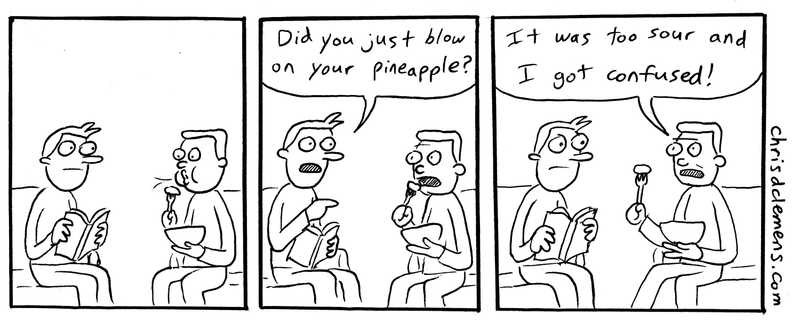 Did you just blow
on your pineapple?
It was too sour and
I got confused!
chrisdclemens.com